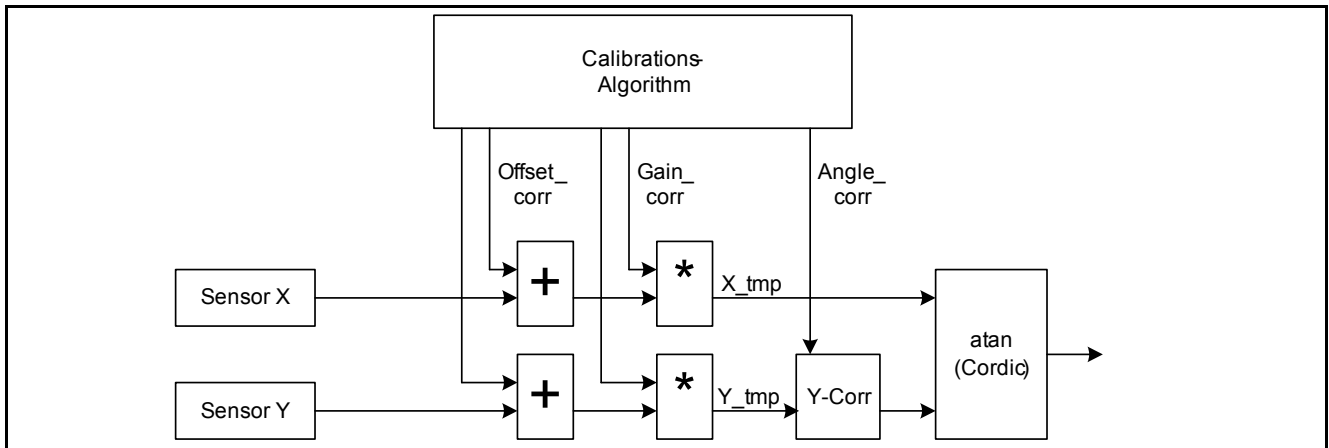 Calibrations-
Algorithm
Offset_
corr
Gain_
corr
Angle_
corr
Sensor X
+
*
X_tmp
atan
(Cordic)
Sensor Y
+
*
Y_tmp
Y-Corr